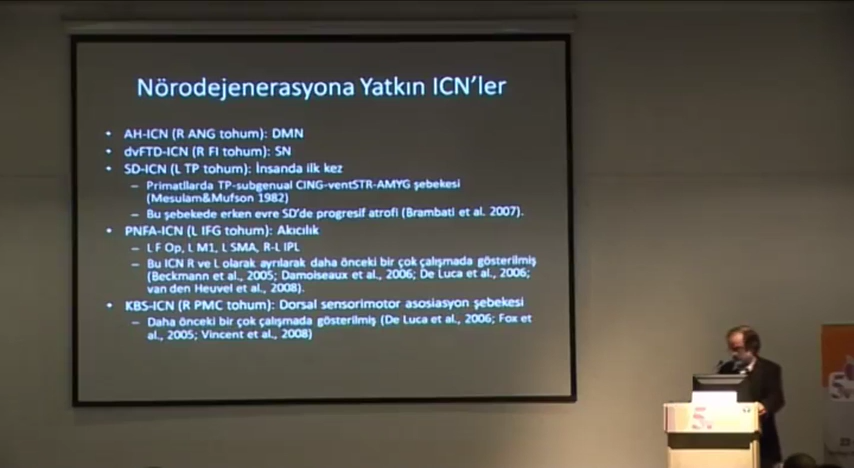 Nörodejenerasyona Yatkın ICN'ler
• AH-ICN (R ANG tohum): DMN
• dvFTD-ICN (R FI tohum): SN
• SD-ICN (L TP tohum): İnsanda ilk kez
– Primatllarda TP-subgenual CING-ventSTR-AMYG şebekesi
(Mesulam&Mufson 1982)
– Bu şebekede erken evre SD'de progresif atrofi (Brambati et al. 2007).
• PNFA-ICN (L IFG tohum): Akıcılık
– L F Op, L M1, L SMA, R-L IPL
– Bu ICN R ve L olarak ayrılarak daha önceki bir çok çalışmada gösterilmiş
(Beckmann et al., 2005; Damoiseaux et al., 2006; De Luca et al., 2006;
van den Heuvel et al., 2008).
• KBS-ICN (R PMC tohum): Dorsal sensorimotor asosiasyon şebekesi
– Daha önceki bir çok çalışmada gösterilmiş (De Luca et al., 2006; Fox et
al., 2005; Vincent et al., 2008)
5